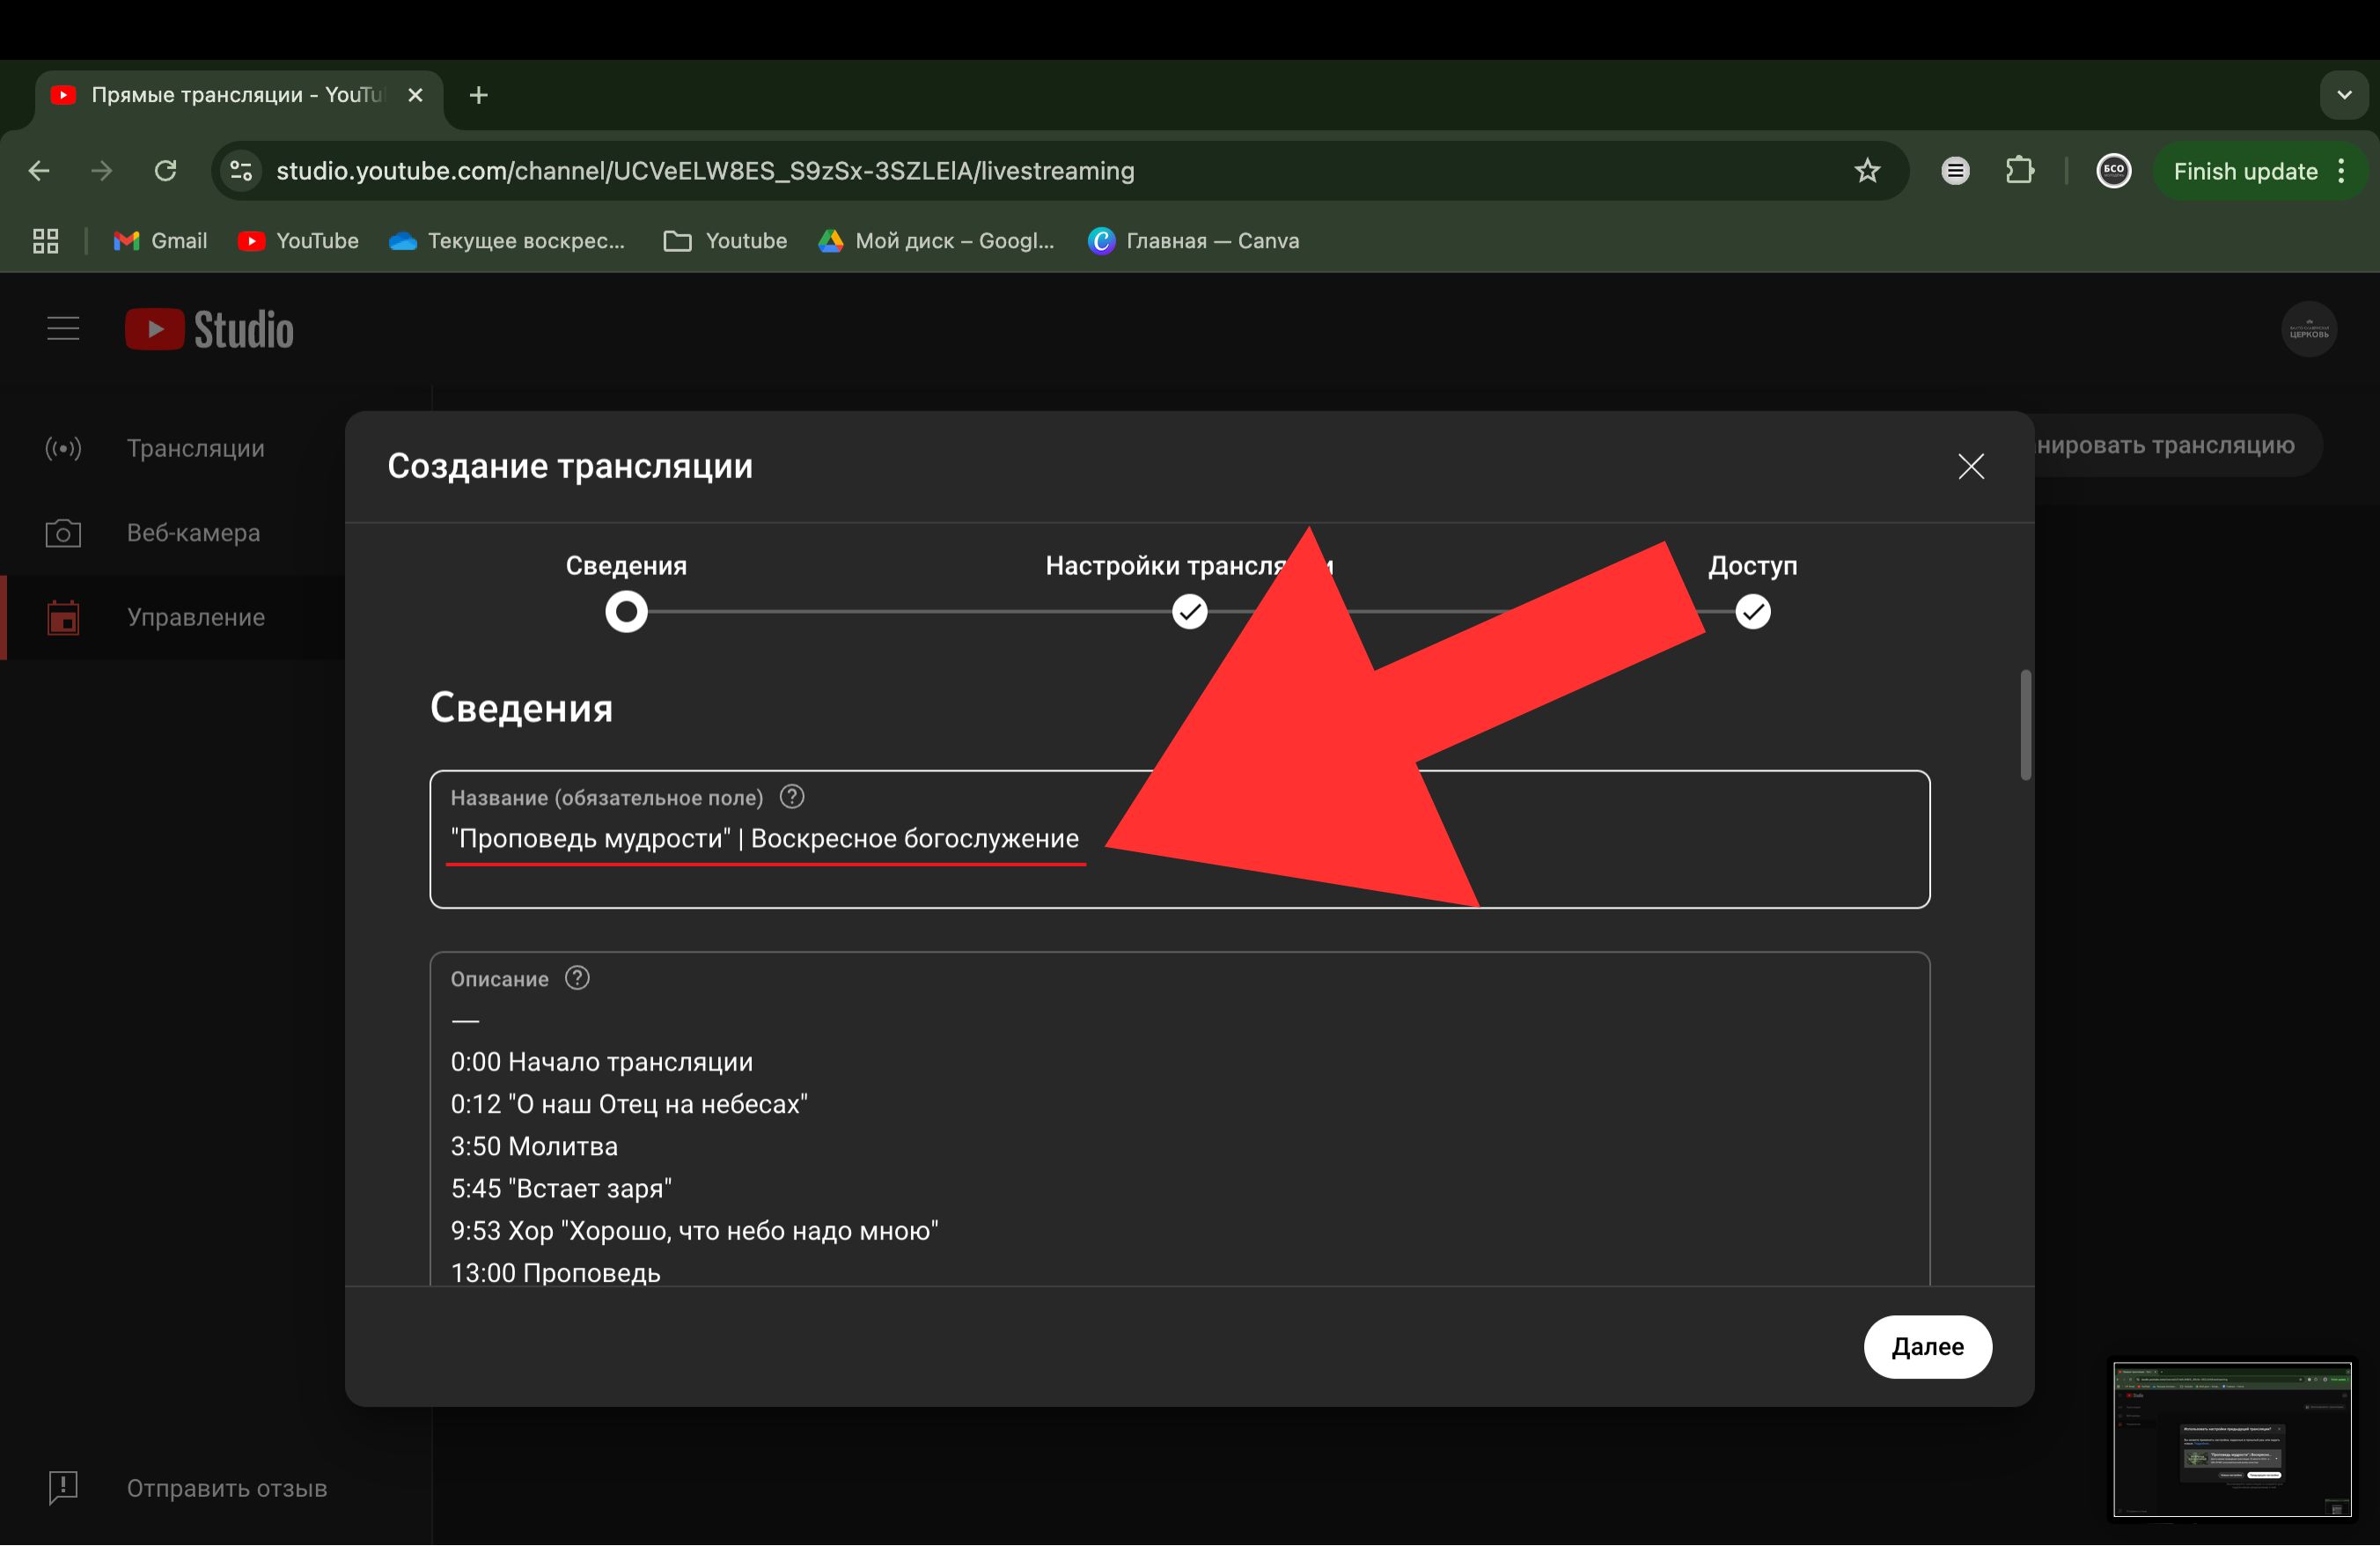 Прямые трансляции - YouTu
studio.youtube.com/channel/UCVeELW8ES_S9zSx-3SZLElA/livestreaming
БСО
Finish update
Gmail
YouTube
Текущее воскрес...
Youtube
Мой диск – Googl...
Главная — Canva
Studio
ЦЕРКОВЬ
Трансляции
Веб-камера
Управление
нировать трансляцию
Создание трансляции
Сведения
Настройки трансля и
Доступ
Сведения
Название (обязательное поле)
"Проповедь мудрости" | Воскресное богослужение
Описание
—
0:00 Начало трансляции
0:12 "О наш Отец на небесах"
3:50 Молитва
5:45 "Встает заря"
9:53 Хор "Хорошо, что небо надо мною"
13:00 Проповедь
Далее
Отправить отзыв